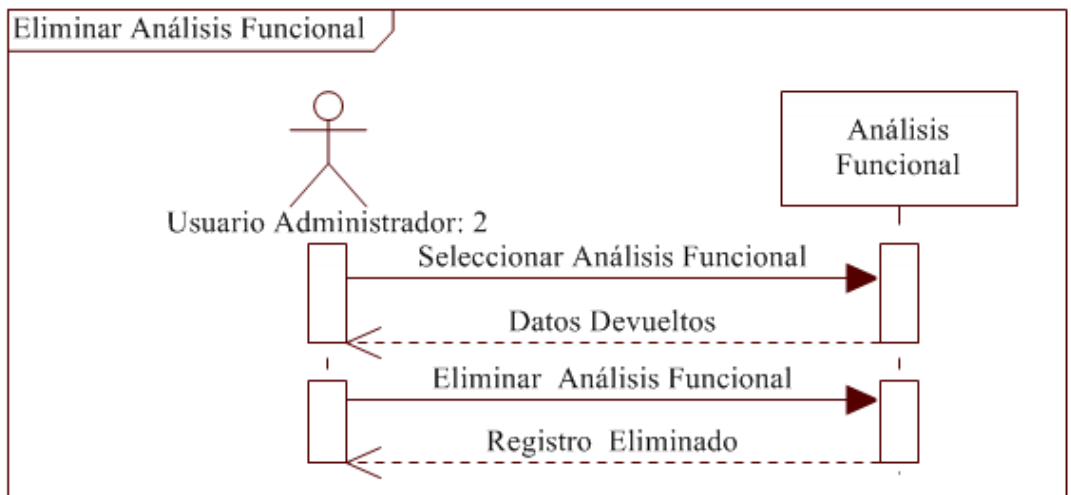 Eliminar Análisis Funcional
Análisis
Funcional
Usuario Administrador: 2
Seleccionar Análisis Funcional
Datos Devueltos
Eliminar  Análisis Funcional
Registro  Eliminado